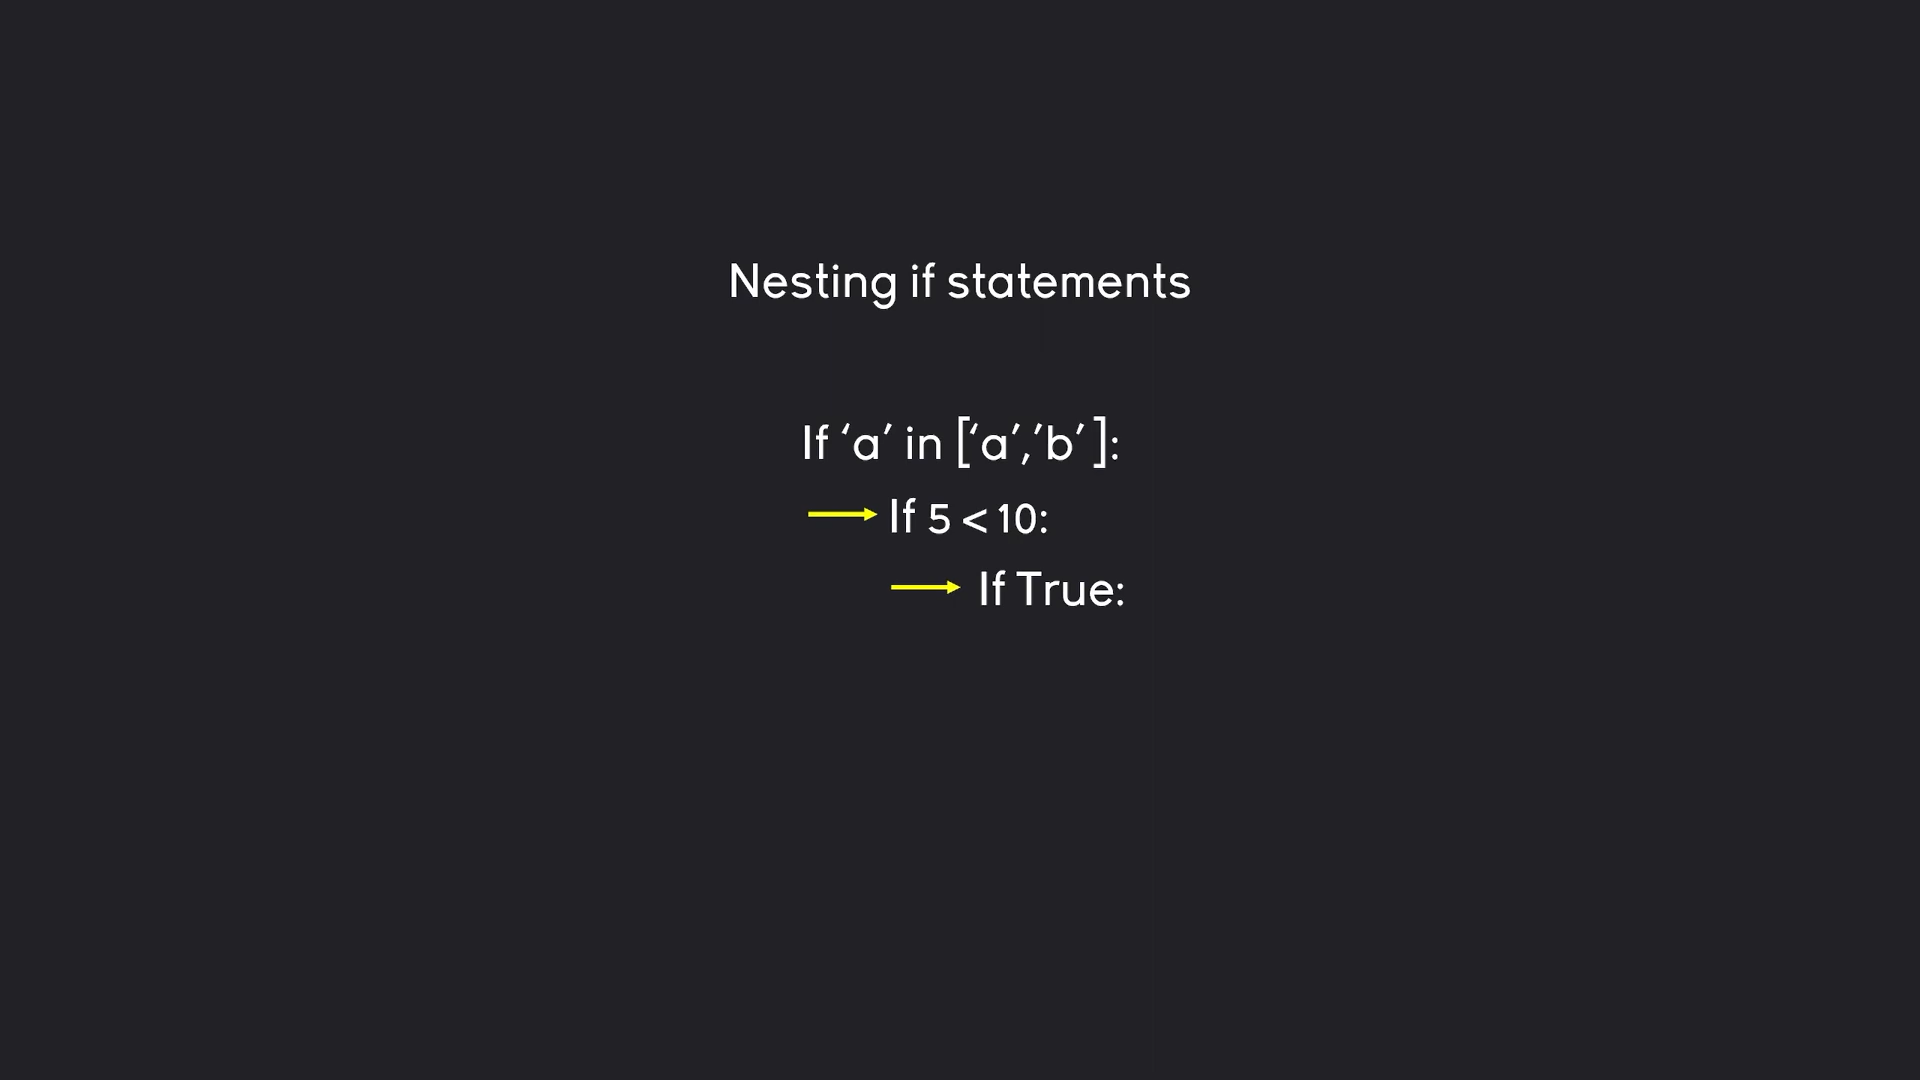 Nesting if statements
If ‘a’ in [‘a’,’b’ ]:
If 5 < 10:
If True: